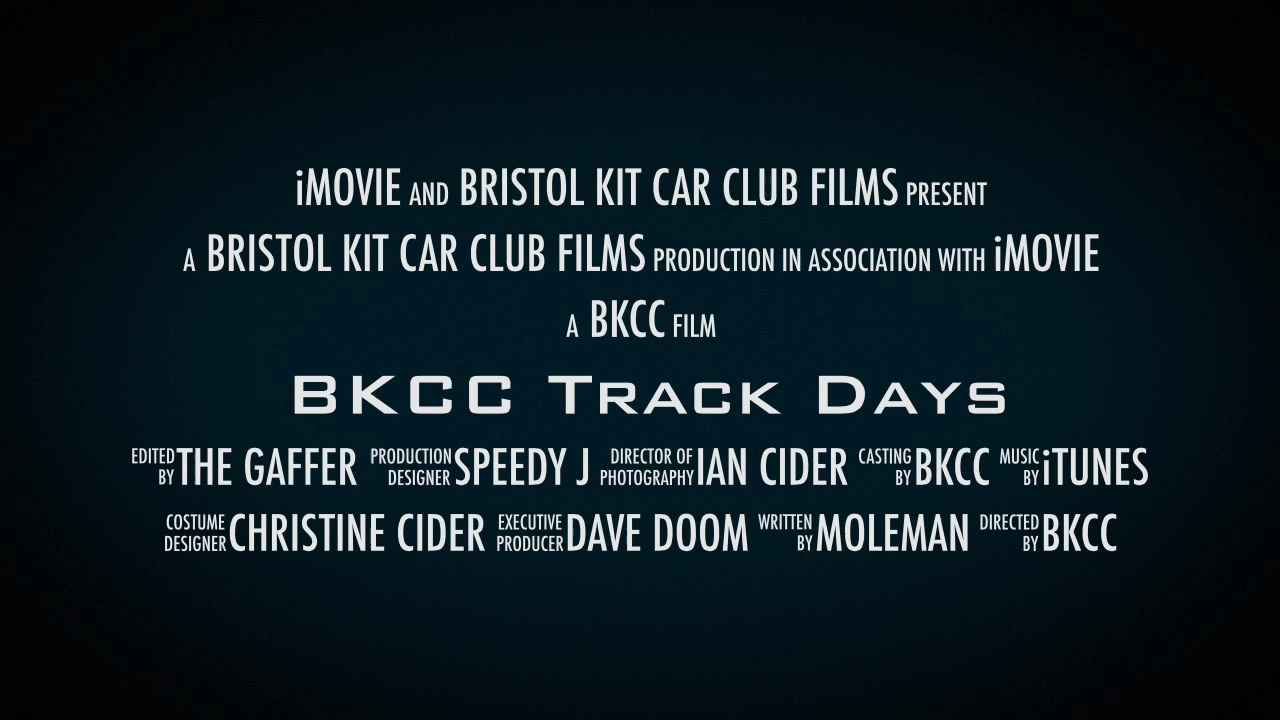 iMOVIE AND BRISTOL KIT CAR CLUB FILMS PRESENT
A BRISTOL KIT CAR CLUB FILMS PRODUCTION IN ASSOCIATION WITH iMOVIE
A BKCC FILM
BKCC TRACK DAYS
EDITED BY THE GAFFER PRODUCTION DESIGNER SPEEDY J DIRECTOR OF PHOTOGRAPHY IAN CIDER CASTING BY BKCC MUSIC BY iTUNES
COSTUME DESIGNER CHRISTINE CIDER EXECUTIVE PRODUCER DAVE DOOM WRITTEN BY MOLEMAN DIRECTED BY BKCC